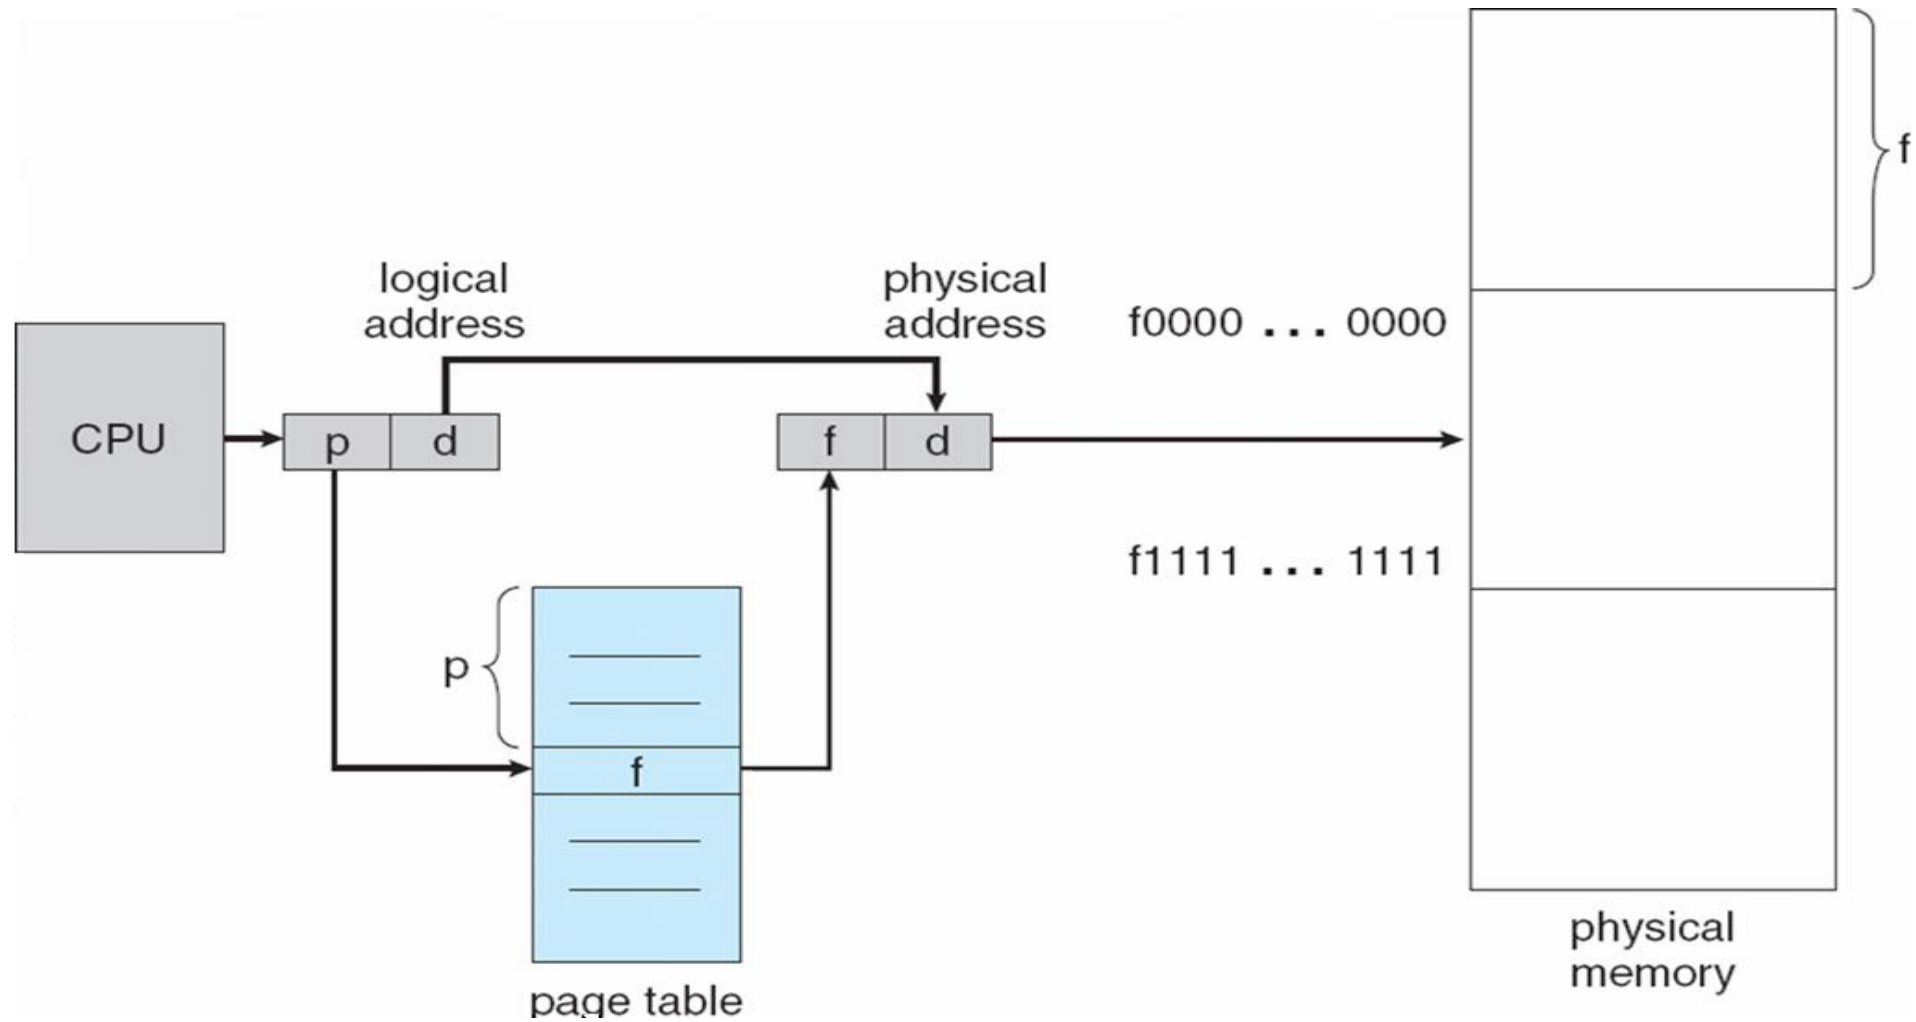 f
logical
address
physical
address
f0000 ... 0000
CPU
p
d
f
d
f1111 ... 1111
p
f
physical
memory
page table